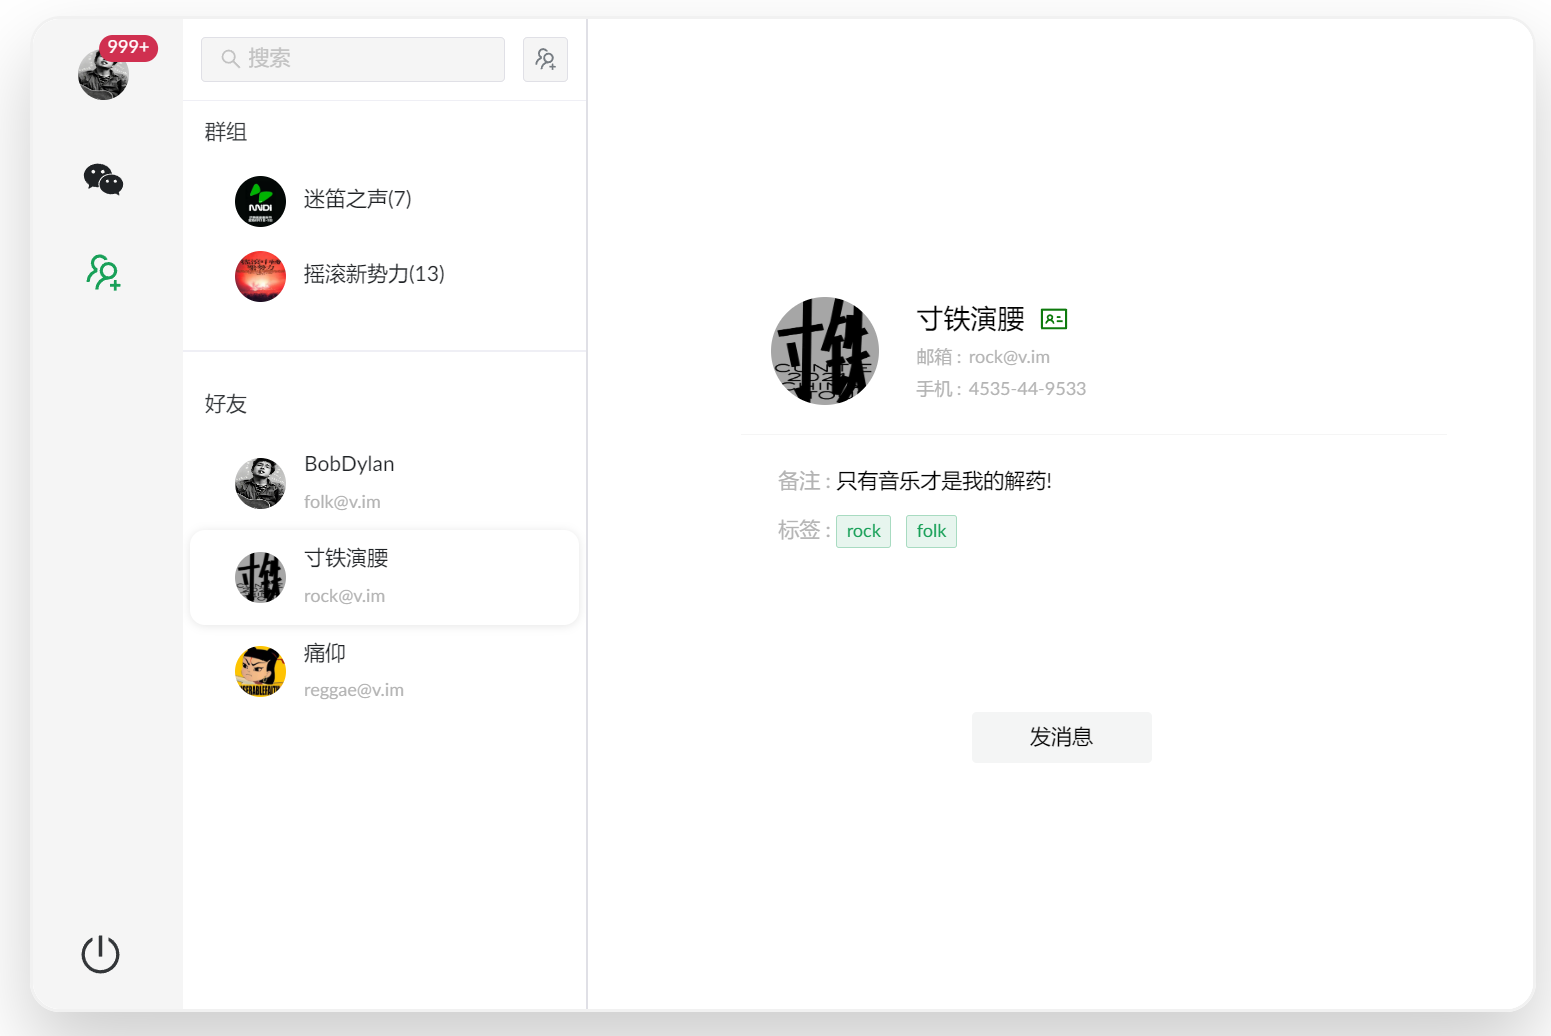 999+
搜索
群组
迷笛之声(7)
摇滚新势力(13)
好友
BobDylan
folk@v.im
寸铁演腰
rock@v.im
痛仰
reggae@v.im
寸铁演腰
邮箱 : rock@v.im
手机 : 4535-44-9533
备注 : 只有音乐才是我的解药!
标签 : rock folk
发消息